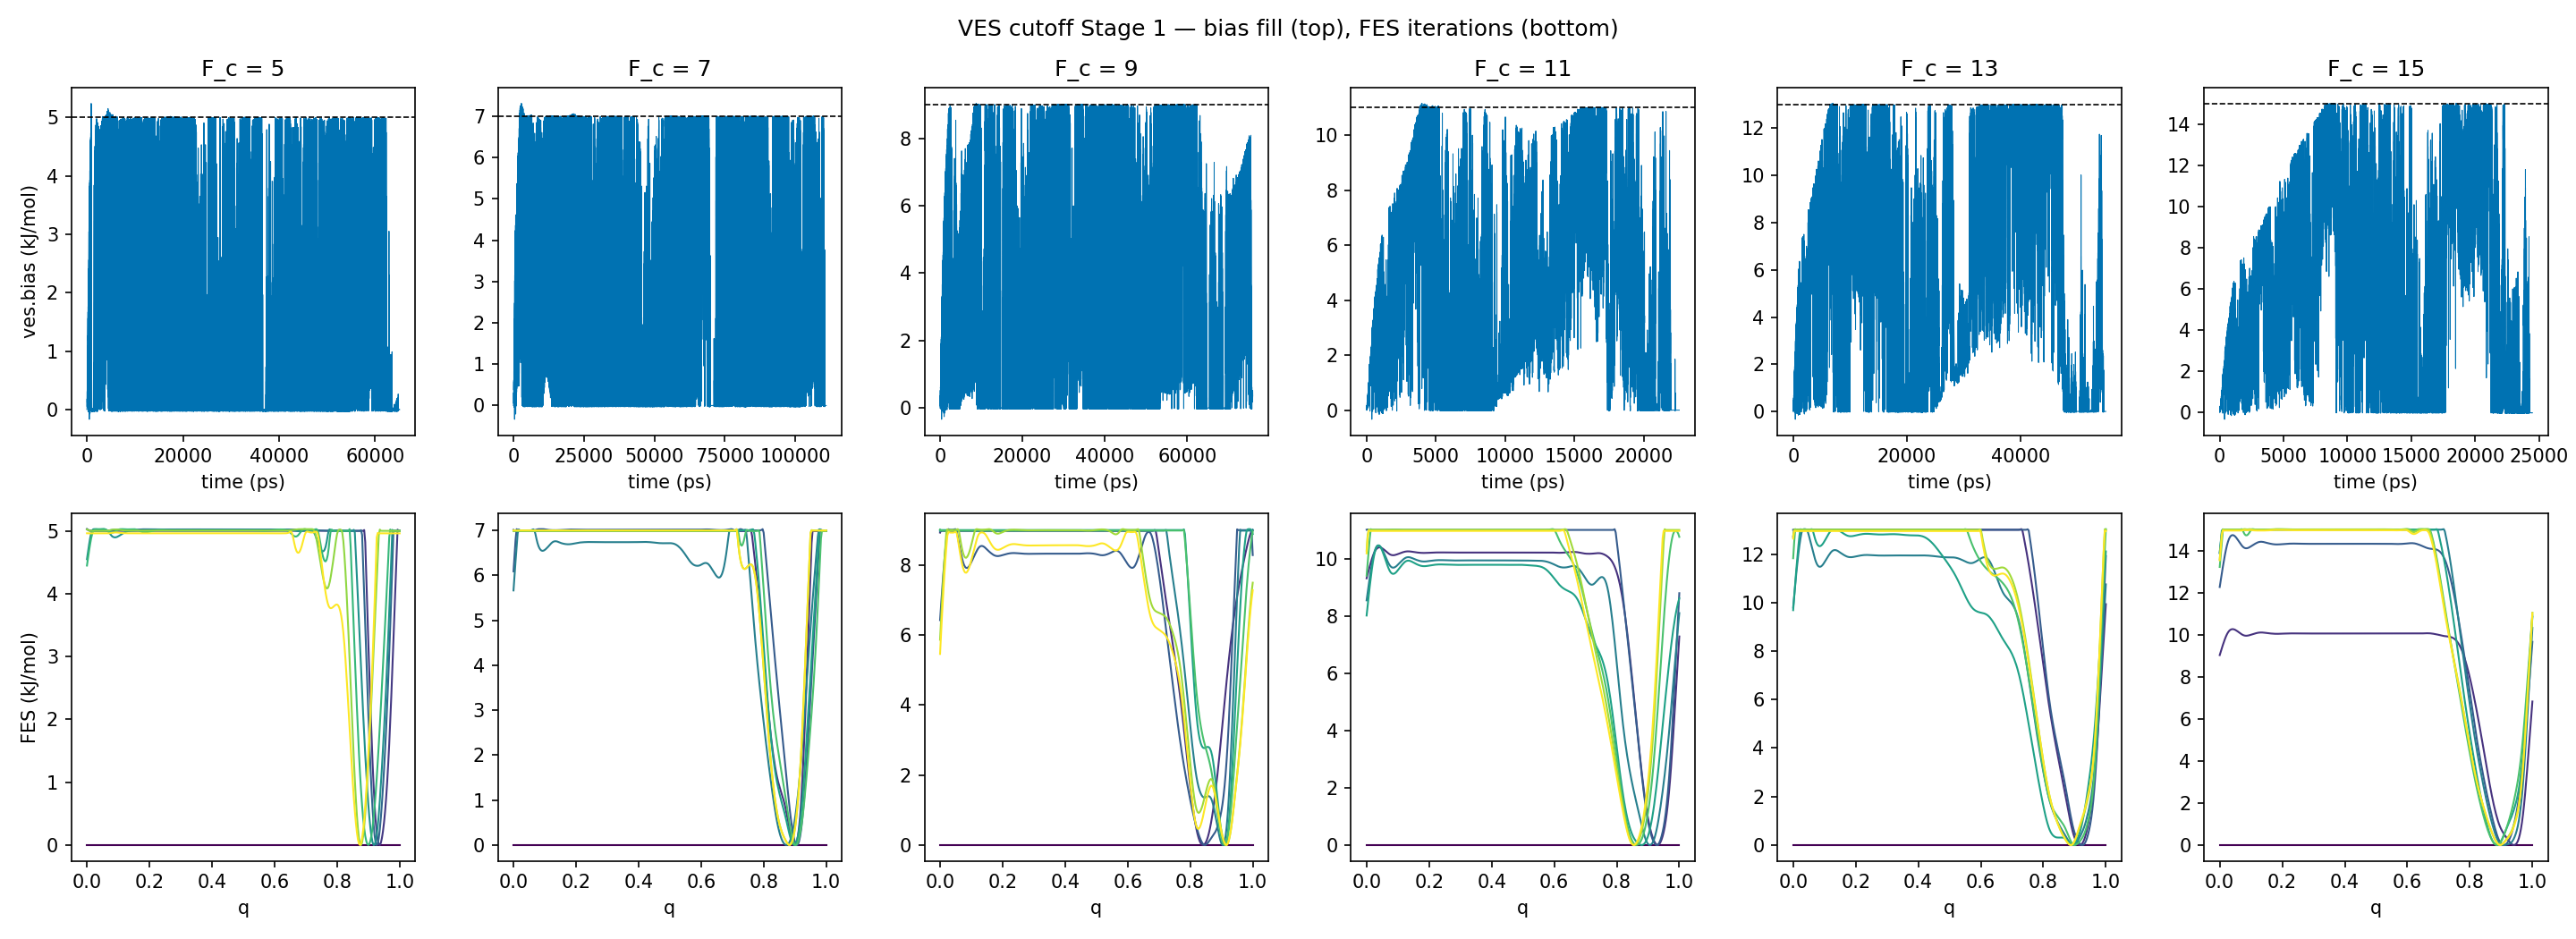 VES cutoff Stage 1 — bias fill (top), FES iterations (bottom)
F_c = 5
F_c = 7
F_c = 9
F_c = 11
F_c = 13
F_c = 15
ves.bias (kJ/mol)
5
4
3
2
1
0
0 20000 40000 60000
time (ps)
7
6
5
4
3
2
1
0
0 25000 50000 75000 100000
time (ps)
8
6
4
2
0
0 20000 40000 60000
time (ps)
10
8
6
4
2
0
0 5000 10000 15000 20000
time (ps)
12
10
8
6
4
2
0
0 20000 40000
time (ps)
14
12
10
8
6
4
2
0
0 5000 10000 15000 20000 25000
time (ps)
FES (kJ/mol)
5
4
3
2
1
0
0.0 0.2 0.4 0.6 0.8 1.0
q
7
6
5
4
3
2
1
0
0.0 0.2 0.4 0.6 0.8 1.0
q
8
6
4
2
0
0.0 0.2 0.4 0.6 0.8 1.0
q
10
8
6
4
2
0
0.0 0.2 0.4 0.6 0.8 1.0
q
12
10
8
6
4
2
0
0.0 0.2 0.4 0.6 0.8 1.0
q
14
12
10
8
6
4
2
0
0.0 0.2 0.4 0.6 0.8 1.0
q